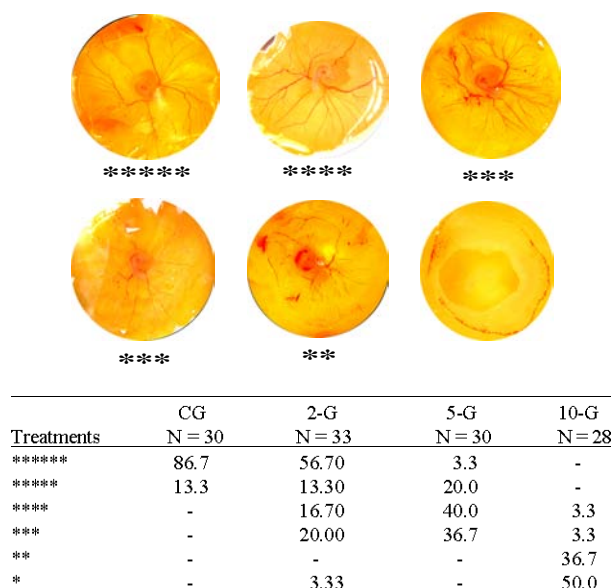 ***** **** ***
*** **
CG 2-G 5-G 10-G
Treatments N = 30 N = 33 N = 30 N = 28
****** 86.7 56.70 3.3 -
***** 13.3 13.30 20.0 -
**** - 16.70 40.0 3.3
*** - 20.00 36.7 3.3
** - - - 36.7
* - 3.33 - 50.0